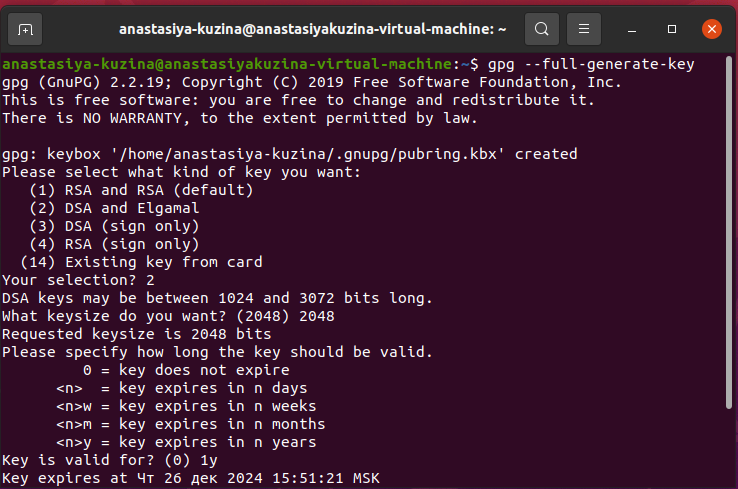 anastasiya-kuzina@anastasiyakuzina-virtual-machine: ~
anastasiya-kuzina@anastasiyakuzina-virtual-machine:~$ gpg --full-generate-key
gpg (GnuPG) 2.2.19; Copyright (C) 2019 Free Software Foundation, Inc.
This is free software: you are free to change and redistribute it.
There is NO WARRANTY, to the extent permitted by law.

gpg: keybox '/home/anastasiya-kuzina/.gnupg/pubring.kbx' created
Please select what kind of key you want:
   (1) RSA and RSA (default)
   (2) DSA and Elgamal
   (3) DSA (sign only)
   (4) RSA (sign only)
  (14) Existing key from card
Your selection? 2
DSA keys may be between 1024 and 3072 bits long.
What keysize do you want? (2048) 2048
Requested keysize is 2048 bits
Please specify how long the key should be valid.
         0 = key does not expire
      <n>  = key expires in n days
      <n>w = key expires in n weeks
      <n>m = key expires in n months
      <n>y = key expires in n years
Key is valid for? (0) 1y
Key expires at Чт 26 дек 2024 15:51:21 MSK